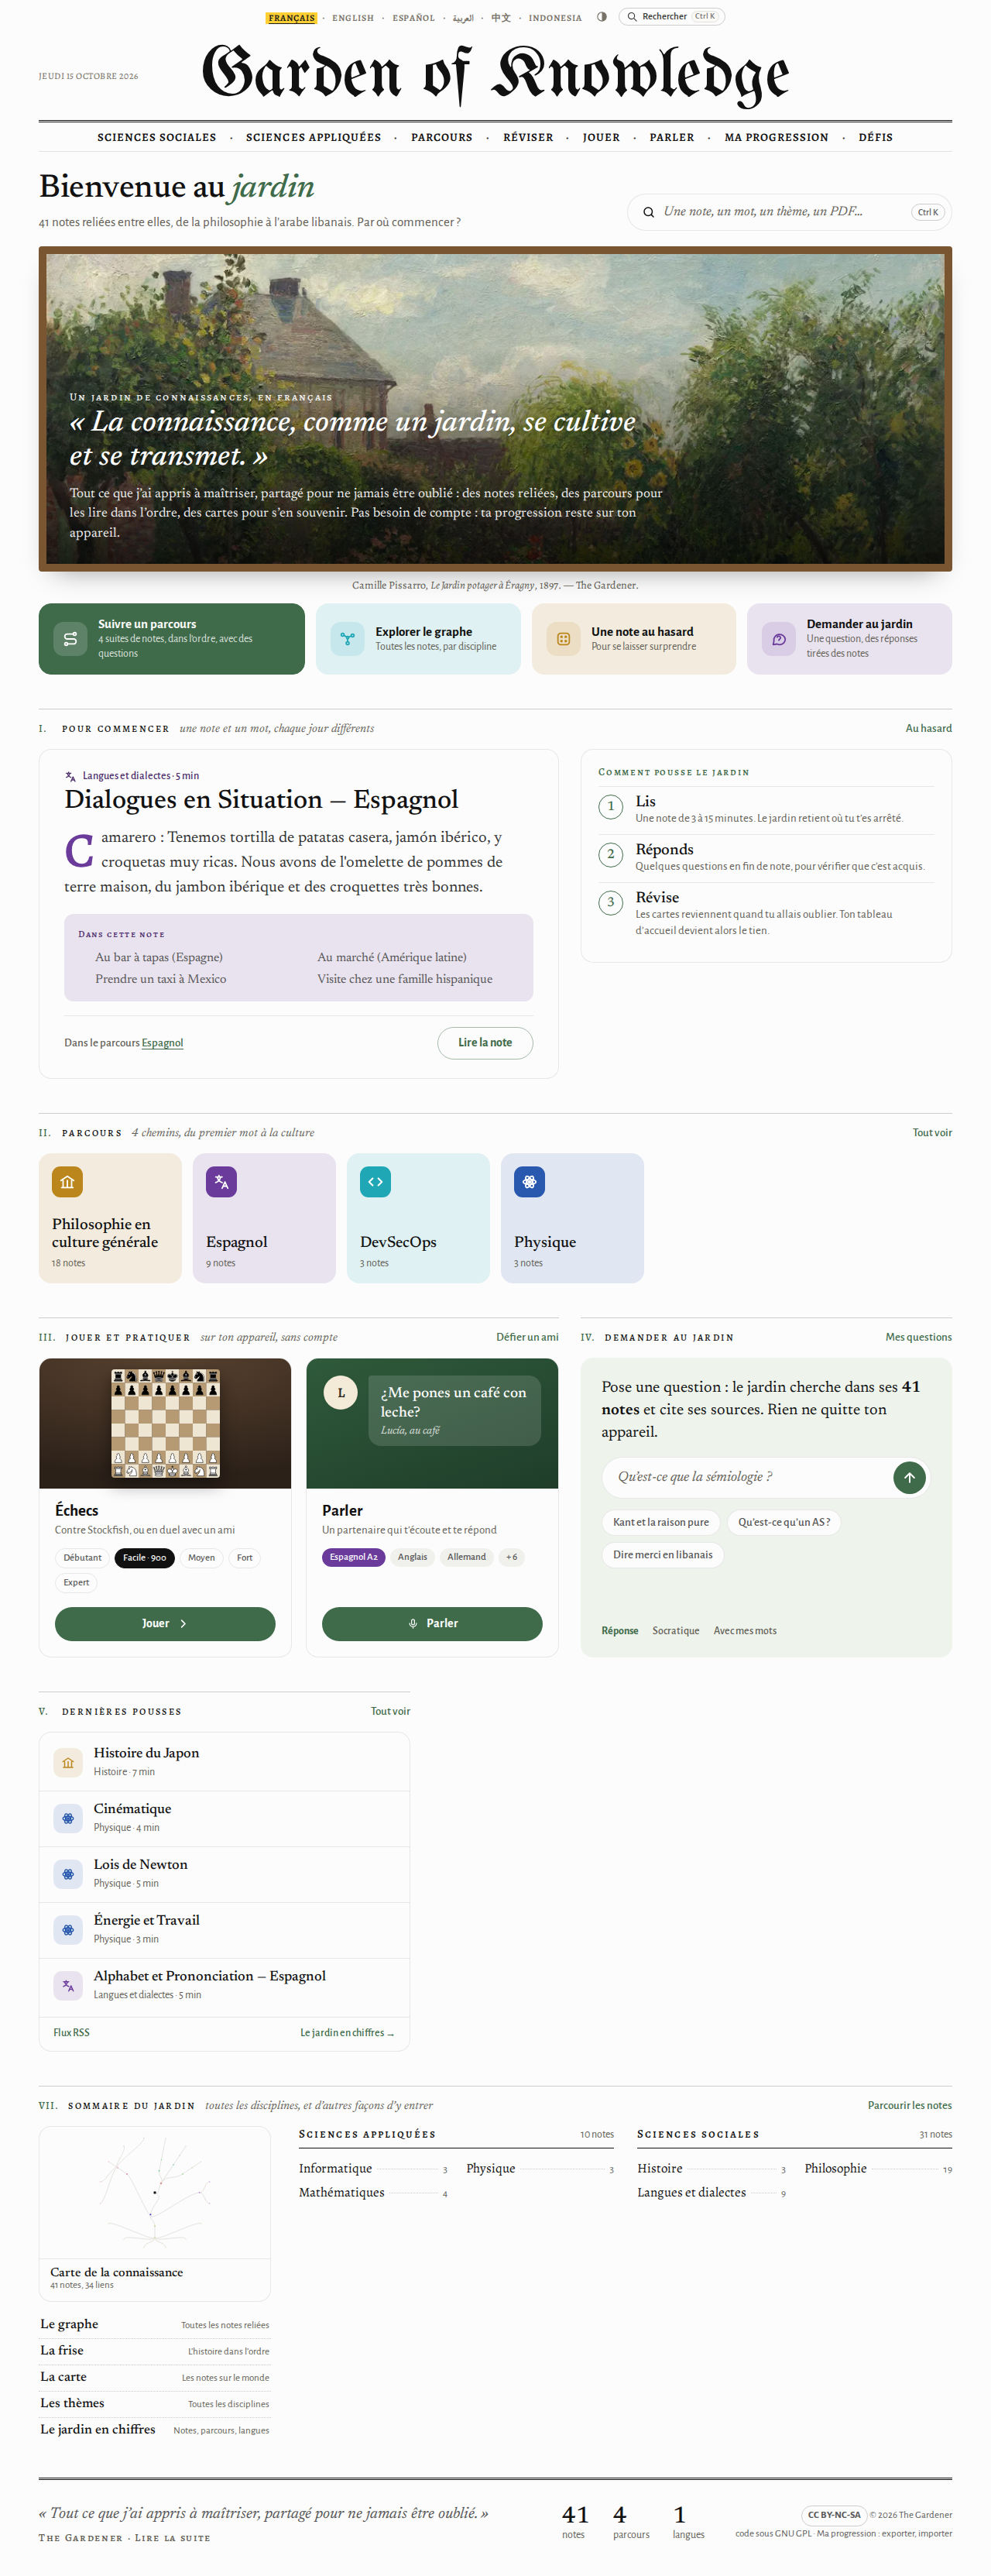 FRANÇAIS · ENGLISH · ESPAÑOL · العربية · 中文 · INDONESIA
Rechercher Ctrl K
JEUDI 15 OCTOBRE 2026
Garden of Knowledge
SCIENCES SOCIALES · SCIENCES APPLIQUÉES · PARCOURS · RÉVISER · JOUER · PARLER · MA PROGRESSION · DÉFIS
Bienvenue au jardin
41 notes reliées entre elles, de la philosophie à l'arabe libanais. Par où commencer ?
Une note, un mot, un thème, un PDF… Ctrl K
Un jardin de connaissances, en français
« La connaissance, comme un jardin, se cultive
et se transmet. »
Tout ce que j'ai appris à maîtriser, partagé pour ne jamais être oublié : des notes reliées, des parcours pour
les lire dans l'ordre, des cartes pour s'en souvenir. Pas besoin de compte : ta progression reste sur ton
appareil.
Camille Pissarro, Le Jardin potager à Éragny, 1897. — The Gardener.
Suivre un parcours
4 suites de notes, dans l'ordre, avec des
questions
Explorer le graphe
Toutes les notes, par discipline
Une note au hasard
Pour se laisser surprendre
Demander au jardin
Une question, des réponses
tirées des notes
I. POUR COMMENCER une note et un mot, chaque jour différents
Au hasard
Langues et dialectes · 5 min
Dialogues en Situation — Espagnol
Camarero : Tenemos tortilla de patatas casera, jamón ibérico, y
croquetas muy ricas. Nous avons de l'omelette de pommes de
terre maison, du jambon ibérique et des croquettes très bonnes.
Dans cette note
Au bar à tapas (Espagne)
Au marché (Amérique latine)
Prendre un taxi à Mexico
Visite chez une famille hispanique
Dans le parcours Espagnol
Lire la note
Comment pousse le jardin
1 Lis
Une note de 3 à 15 minutes. Le jardin retient où tu t'es arrêté.
2 Réponds
Quelques questions en fin de note, pour vérifier que c'est acquis.
3 Révise
Les cartes reviennent quand tu allais oublier. Ton tableau
d'accueil devient alors le tien.
II. PARCOURS 4 chemins, du premier mot à la culture
Tout voir
Philosophie en
culture générale
18 notes
Espagnol
9 notes
DevSecOps
3 notes
Physique
3 notes
III. JOUER ET PRATIQUER sur ton appareil, sans compte
Défier un ami
Échecs
Contre Stockfish, ou en duel avec un ami
Débutant
Facile · 900
Moyen
Fort
Expert
Jouer
L
¿Me pones un café con
leche?
Lucía, au café
Parler
Un partenaire qui t'écoute et te répond
Espagnol A2
Anglais
Allemand
+ 6
Parler
IV. DEMANDER AU JARDIN
Mes questions
Pose une question : le jardin cherche dans ses 41
notes et cite ses sources. Rien ne quitte ton
appareil.
Qu'est-ce que la sémiologie ?
Kant et la raison pure
Qu'est-ce qu'un AS ?
Dire merci en libanais
Réponse Socratique Avec mes mots
V. DERNIÈRES POUSSES
Tout voir
Histoire du Japon
Histoire · 7 min
Cinématique
Physique · 4 min
Lois de Newton
Physique · 5 min
Énergie et Travail
Physique · 3 min
Alphabet et Prononciation — Espagnol
Langues et dialectes · 5 min
Flux RSS
Le jardin en chiffres →
VII. SOMMAIRE DU JARDIN toutes les disciplines, et d'autres façons d'y entrer
Parcourir les notes
Carte de la connaissance
41 notes, 34 liens
Le graphe Toutes les notes reliées
La frise L'histoire dans l'ordre
La carte Les notes sur le monde
Les thèmes Toutes les disciplines
Le jardin en chiffres Notes, parcours, langues
Sciences appliquées 10 notes
Informatique 3
Physique 3
Mathématiques 4
Sciences sociales 31 notes
Histoire 3
Philosophie 19
Langues et dialectes 9
« Tout ce que j'ai appris à maîtriser, partagé pour ne jamais être oublié. »
The Gardener · Lire la suite
41 notes
4 parcours
1 langues
CC BY-NC-SA © 2026 The Gardener
code sous GNU GPL · Ma progression : exporter, importer